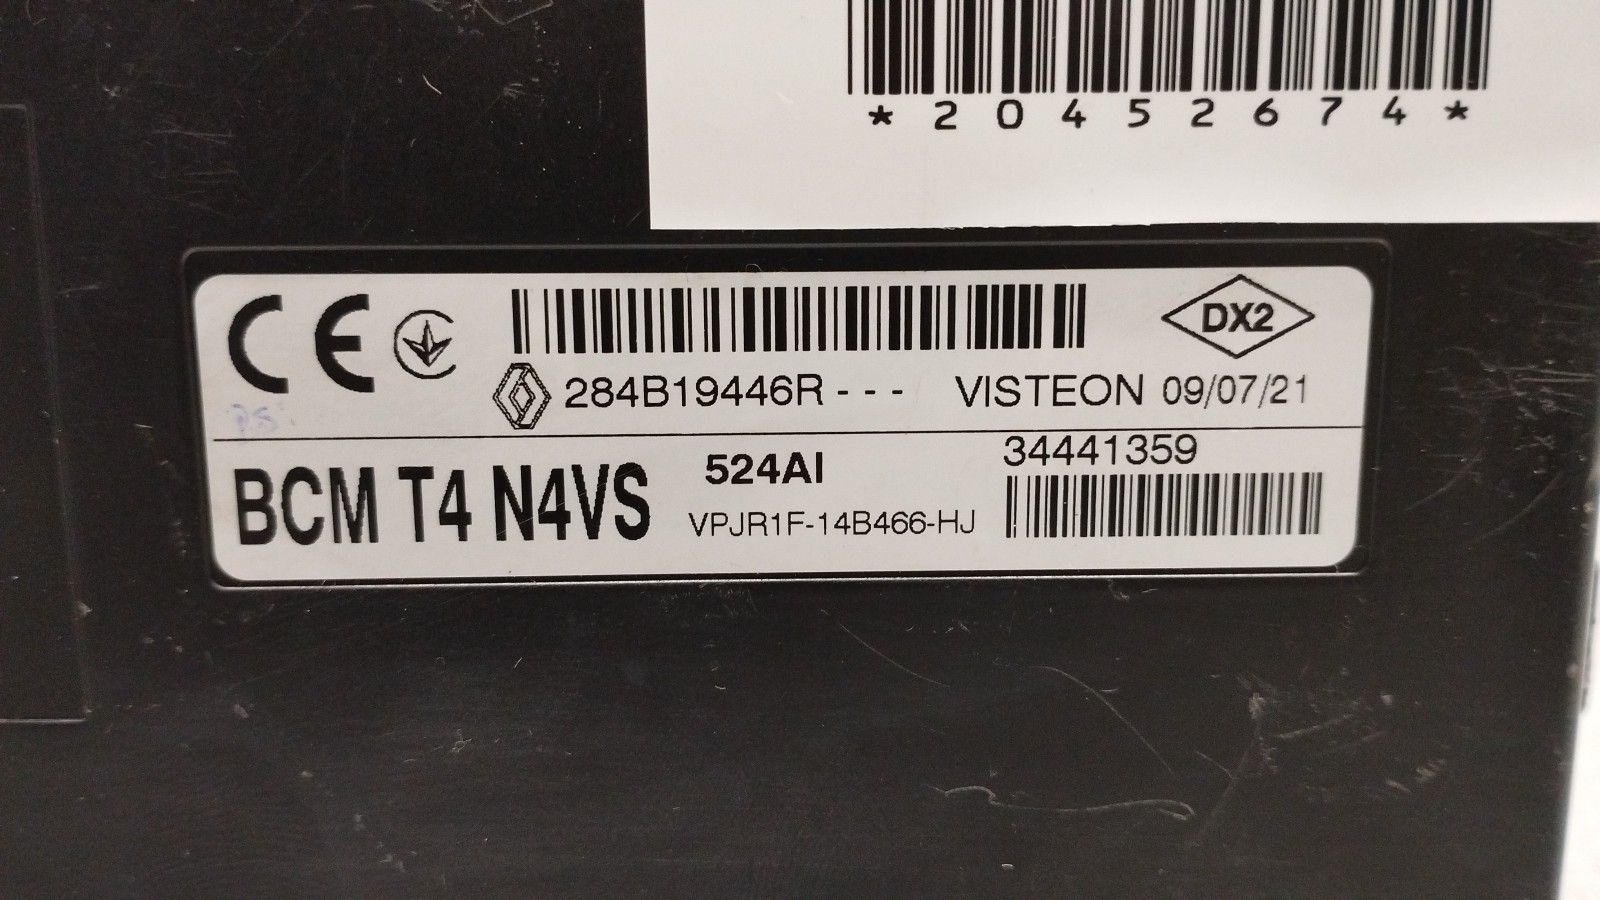 *20452674*
CE
DX2
284B19446R--- VISTEON 09/07/21
34441359
BCM T4 N4VS 524AI
VPJR1F-14B466-HJ